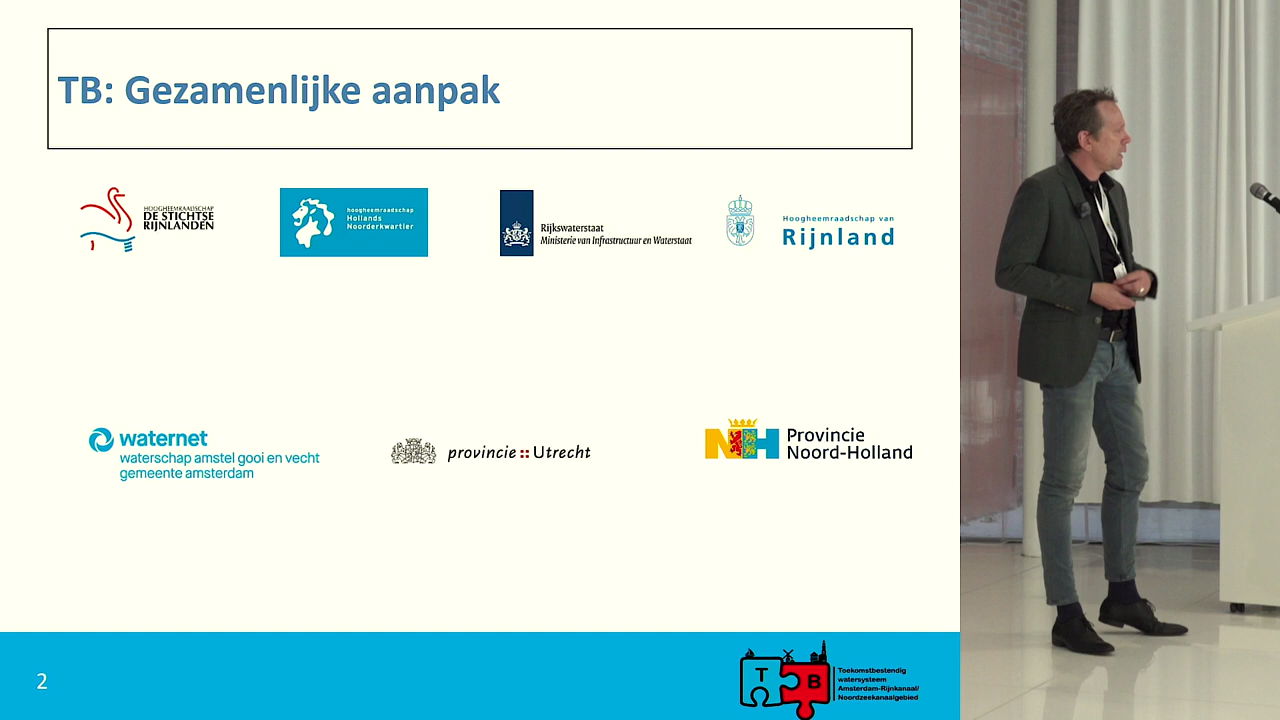 TB: Gezamenlijke aanpak
HOOGHEEMRAADSCHAP
DE STICHTSE
RIJNLANDEN
hoogheemraadschap
Hollands
Noorderkwartier
Rijkswaterstaat
Ministerie van Infrastructuur en Waterstaat
Hoogheemraadschap van
Rijnland
waternet
waterschap amstel gooi en vecht
gemeente amsterdam
provincie :: Utrecht
NH
Provincie
Noord-Holland
2
T
B
Toekomstbestendig
watersysteem
Amsterdam-Rijnkanaal/
Noordzeekanaalgebied